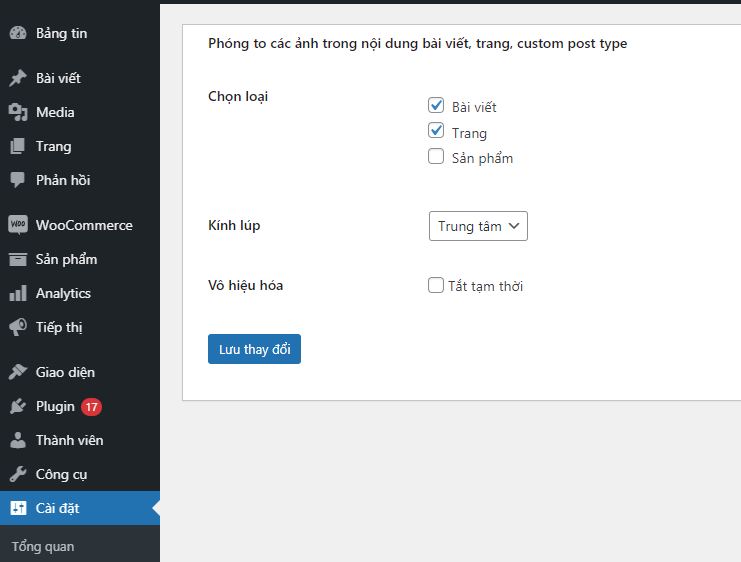 Bảng tin
Bài viết
Media
Trang
Phản hồi
Woo WooCommerce
Sản phẩm
Analytics
Tiếp thị
Giao diện
Plugin 17
Thành viên
Công cụ
Cài đặt
Tổng quan
Phóng to các ảnh trong nội dung bài viết, trang, custom post type
Chọn loại
Bài viết
Trang
Sản phẩm
Kính lúp
Trung tâm
Vô hiệu hóa
Tắt tạm thời
Lưu thay đổi